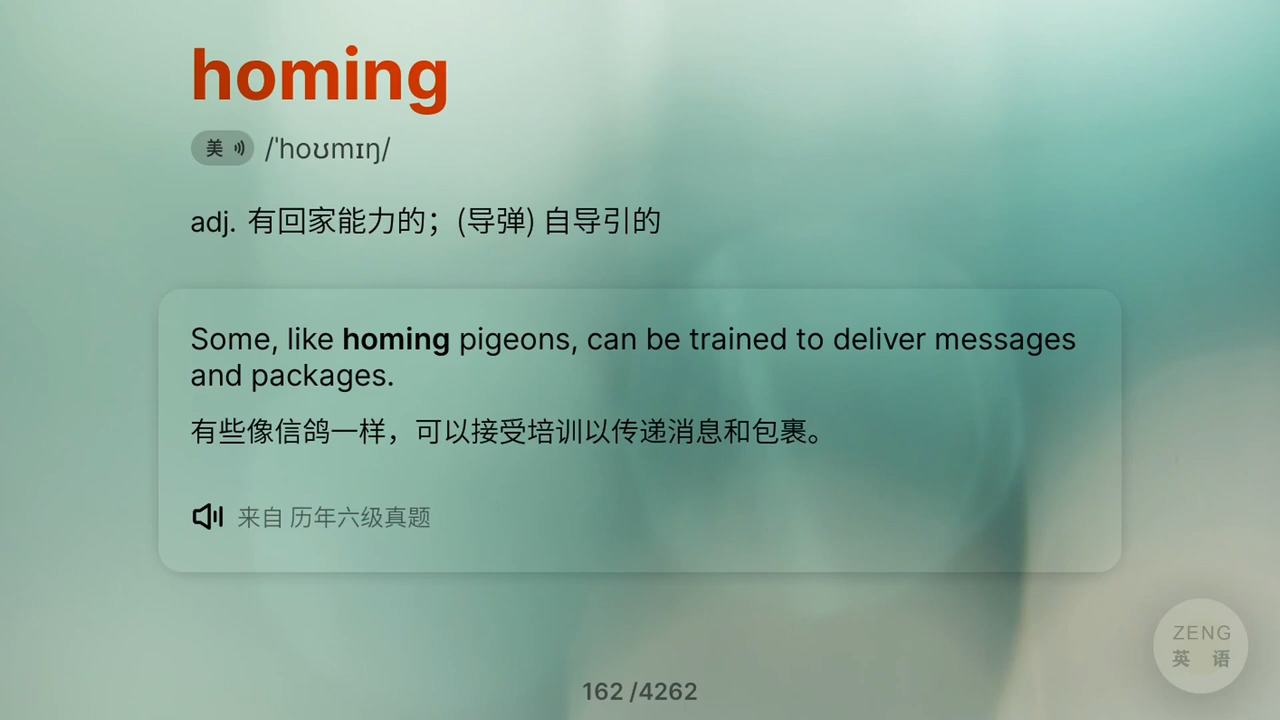 homing
美 /ˈhoʊmɪŋ/
adj. 有回家能力的；(导弹) 自导引的
Some, like homing pigeons, can be trained to deliver messages
and packages.
有些像信鸽一样，可以接受培训以传递消息和包裹。
来自 历年六级真题
ZENG
英 语
162 /4262